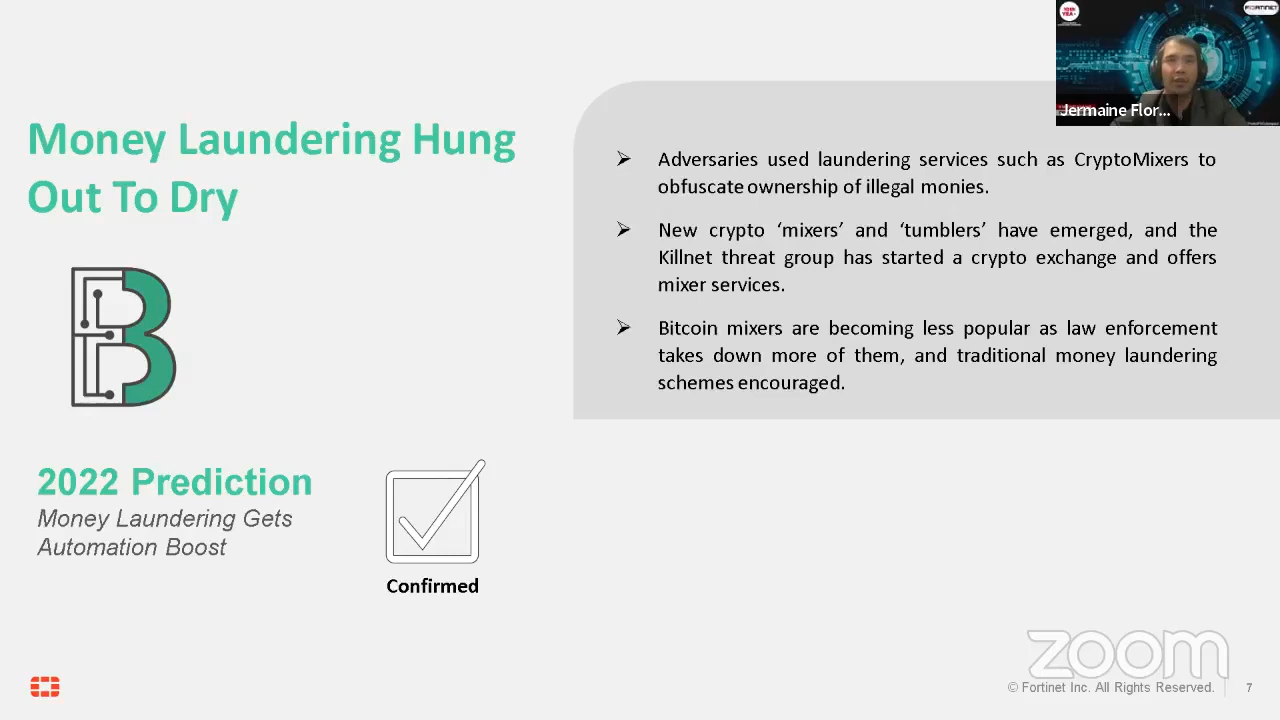 FORTINET
Jermaine Flor...
Money Laundering Hung
Out To Dry
➢ Adversaries used laundering services such as CryptoMixers to
obfuscate ownership of illegal monies.
➢ New crypto ‘mixers’ and ‘tumblers’ have emerged, and the
Killnet threat group has started a crypto exchange and offers
mixer services.
➢ Bitcoin mixers are becoming less popular as law enforcement
takes down more of them, and traditional money laundering
schemes encouraged.
2022 Prediction
Money Laundering Gets
Automation Boost
Confirmed
zoom
© Fortinet Inc. All Rights Reserved.
7